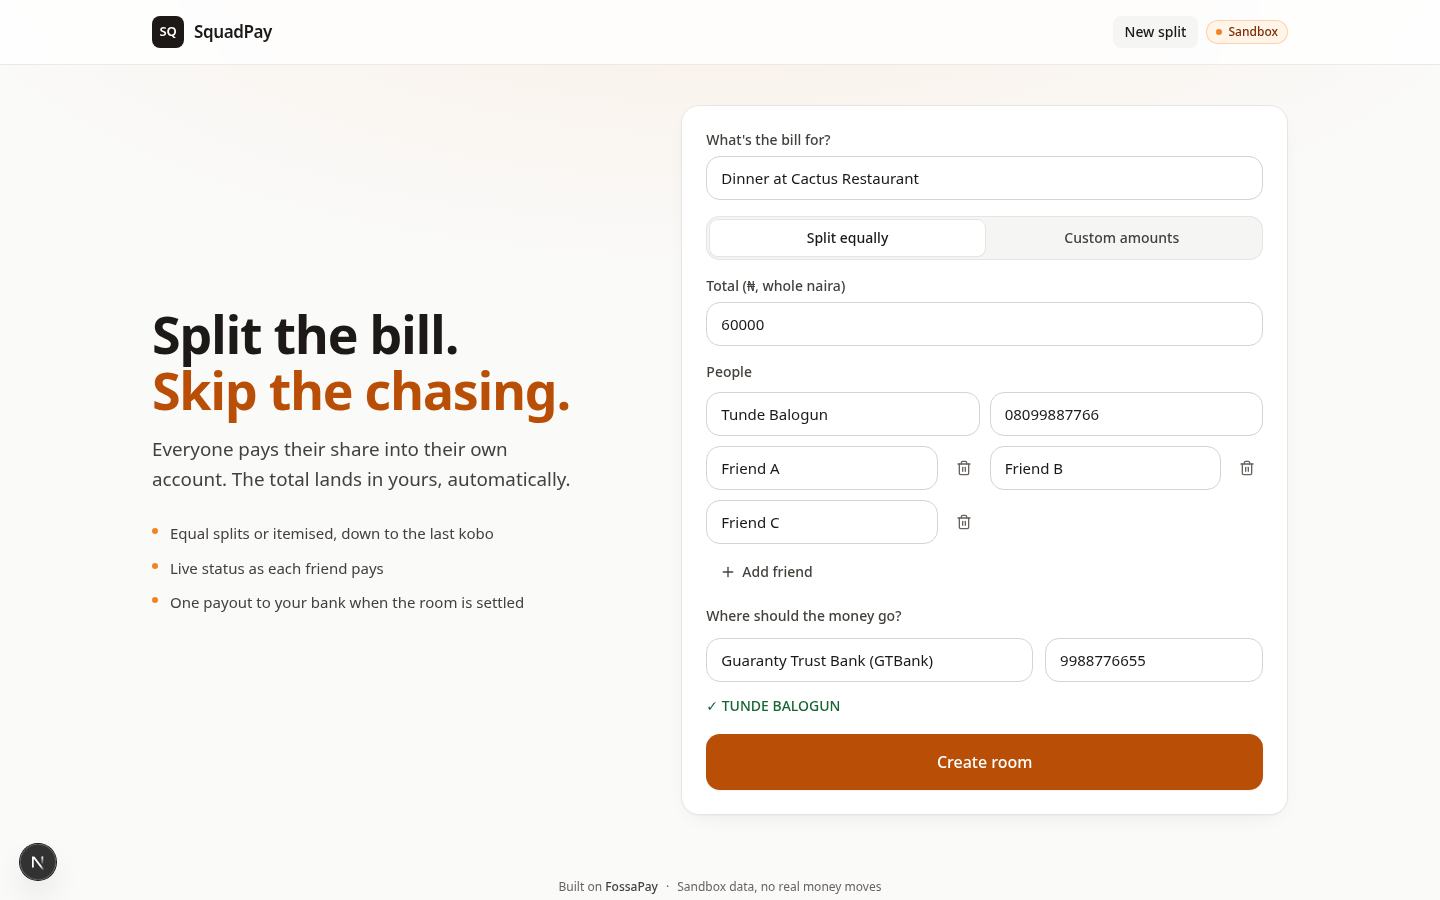 SQ SquadPay
New split
Sandbox
Split the bill.
Skip the chasing.
Everyone pays their share into their own
account. The total lands in yours, automatically.
Equal splits or itemised, down to the last kobo
Live status as each friend pays
One payout to your bank when the room is settled
What's the bill for?
Dinner at Cactus Restaurant
Split equally
Custom amounts
Total (₦, whole naira)
60000
People
Tunde Balogun
08099887766
Friend A
Friend B
Friend C
+ Add friend
Where should the money go?
Guaranty Trust Bank (GTBank)
9988776655
✓ TUNDE BALOGUN
Create room
N
Built on FossaPay · Sandbox data, no real money moves